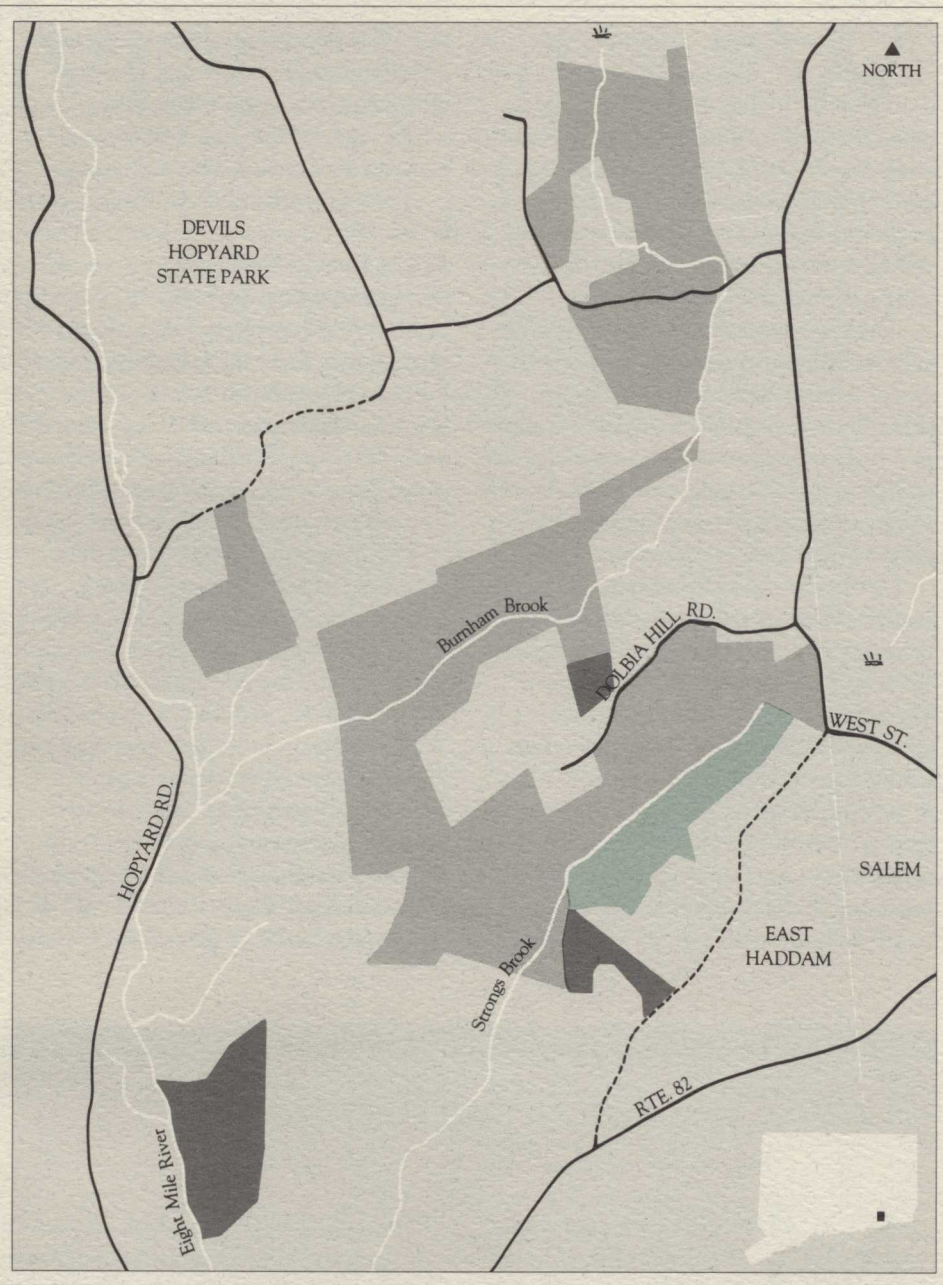 NORTH
DEVILS
HOPYARD
STATE PARK
Burnham Brook
DOLBIA HILL RD.
WEST ST.
HOPYARD RD.
SALEM
EAST
HADDAM
Strongs Brook
RTE. 82
Eight Mile River